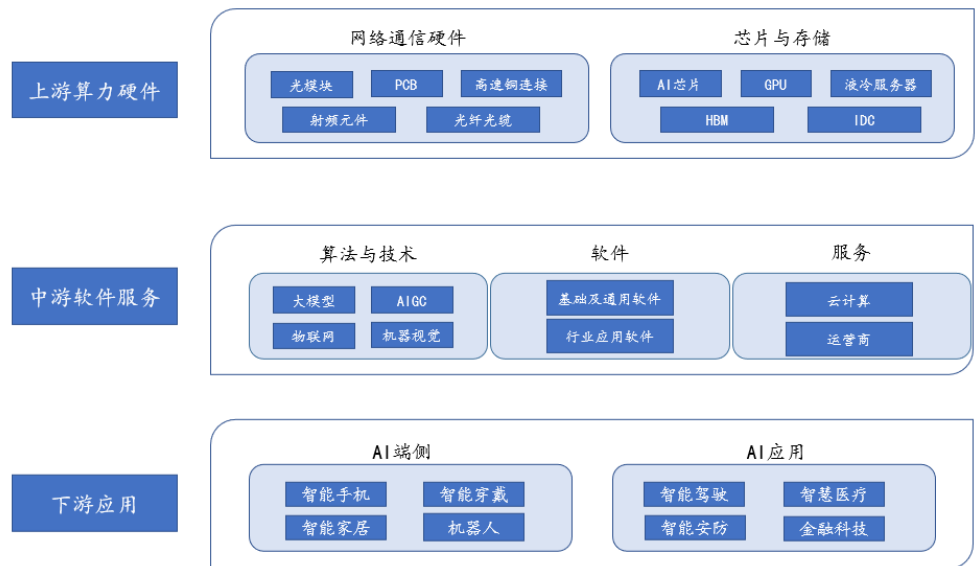 网络通信硬件 芯片与存储
上游算力硬件
光模块 PCB 高速铜连接 AI芯片 GPU 液冷服务器
射频元件 光纤光缆 HBM IDC
算法与技术 软件 服务
中游软件服务
大模型 AIGC 基础及通用软件 云计算
物联网 机器视觉 行业应用软件 运营商
AI端侧 AI应用
下游应用
智能手机 智能穿戴 智能驾驶 智慧医疗
智能家居 机器人 智能安防 金融科技